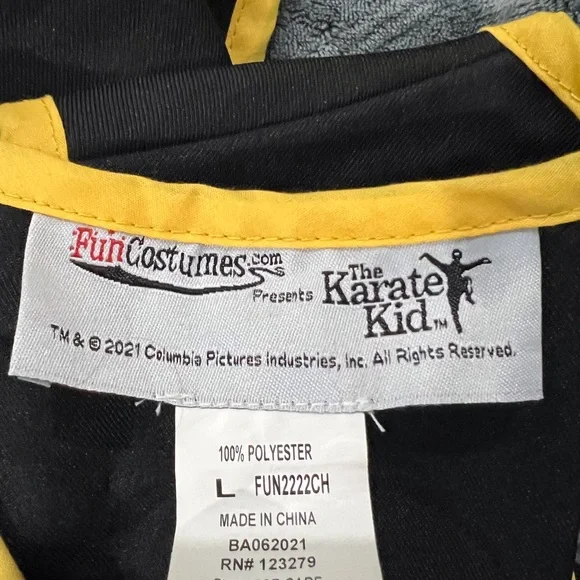 FunCostumes.com
Presents
The
Karate
Kid™
TM & © 2021 Columbia Pictures Industries, Inc. All Rights Reserved.
100% POLYESTER
L FUN2222CH
MADE IN CHINA
BA062021
RN# 123279